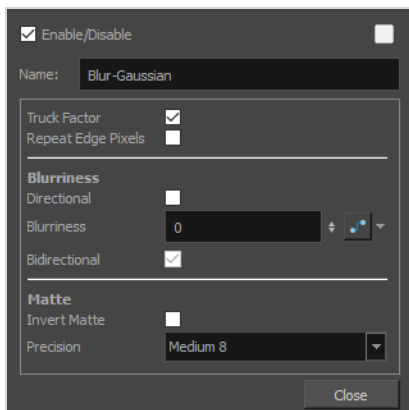 Enable/Disable
Name: Blur-Gaussian
Truck Factor
Repeat Edge Pixels
Blurriness
Directional
Blurriness 0
Bidirectional
Matte
Invert Matte
Precision Medium 8
Close